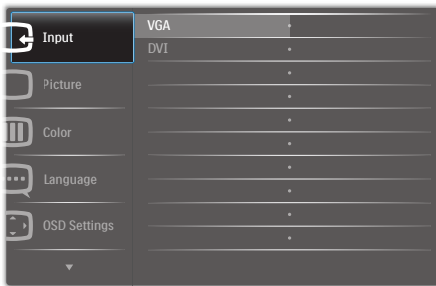 Input
VGA
DVI
Picture
Color
Language
OSD Settings